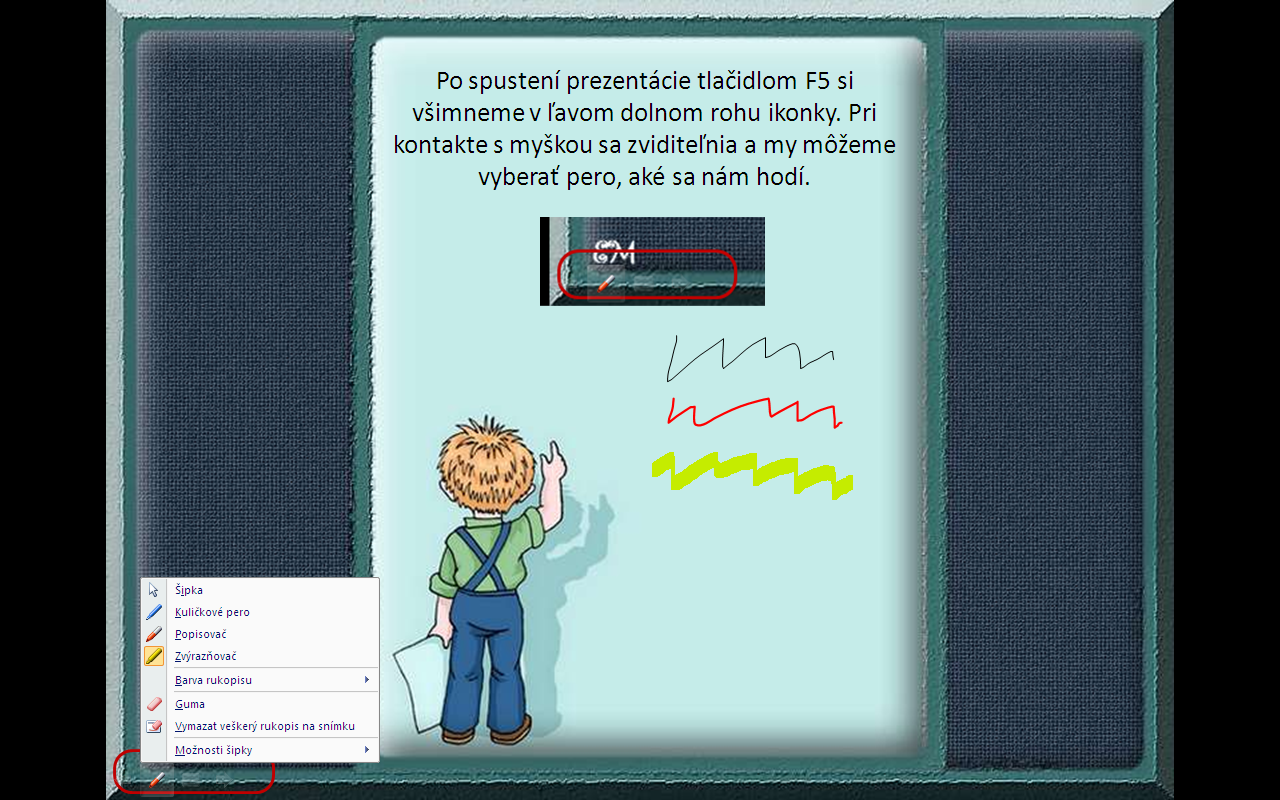 Po spustení prezentácie tlačidlom F5 si
všimneme v ľavom dolnom rohu ikonky. Pri
kontakte s myškou sa zviditeľnia a my môžeme
vyberať pero, aké sa nám hodí.
Šipka
Kuličkové pero
Popisovač
Zvýrazňovač
Barva rukopisu
Guma
Vymazat veškerý rukopis na snímku
Možnosti šipky